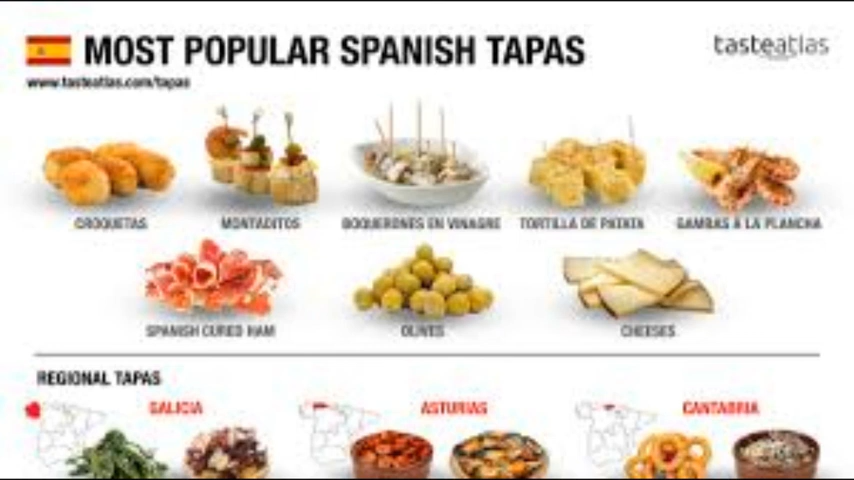 MOST POPULAR SPANISH TAPAS
tasteatlas
www.tasteatlas.com/tapas
CROQUETAS
MONTADITOS
BOQUERONES EN VINAGRE
TORTILLA DE PATATA
GAMBAS A LA PLANCHA
SPANISH CURED HAM
OLIVES
CHEESES
REGIONAL TAPAS
GALICIA
ASTURIAS
CANTABRIA